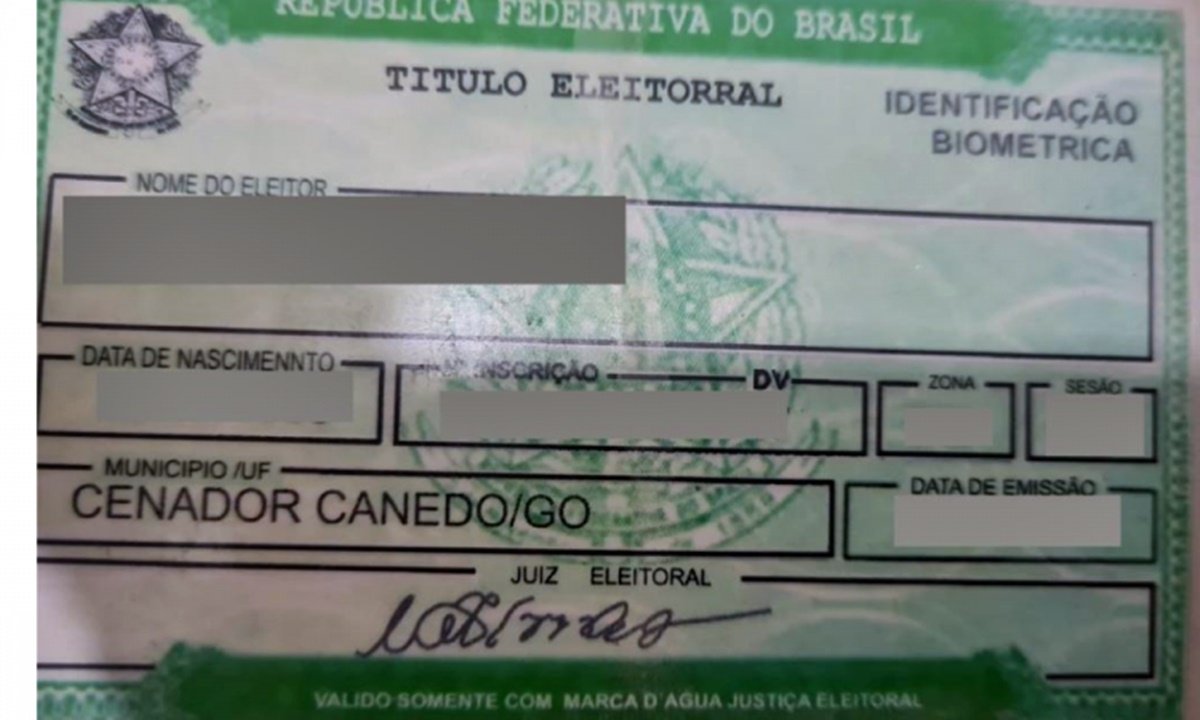 REPÚBLICA FEDERATIVA DO BRASIL
TITULO ELEITORRAL
IDENTIFICAÇÃO
BIOMETRICA
NOME DO ELEITOR
DATA DE NASCIMENNTO
INSCRIÇÃO
DV
ZONA
SESÃO
MUNICIPIO /UF
CENADOR CANEDO/GO
DATA DE EMISSÃO
JUIZ ELEITORAL
VALIDO SOMENTE COM MARCA D'AGUA JUSTIÇA ELEITORAL